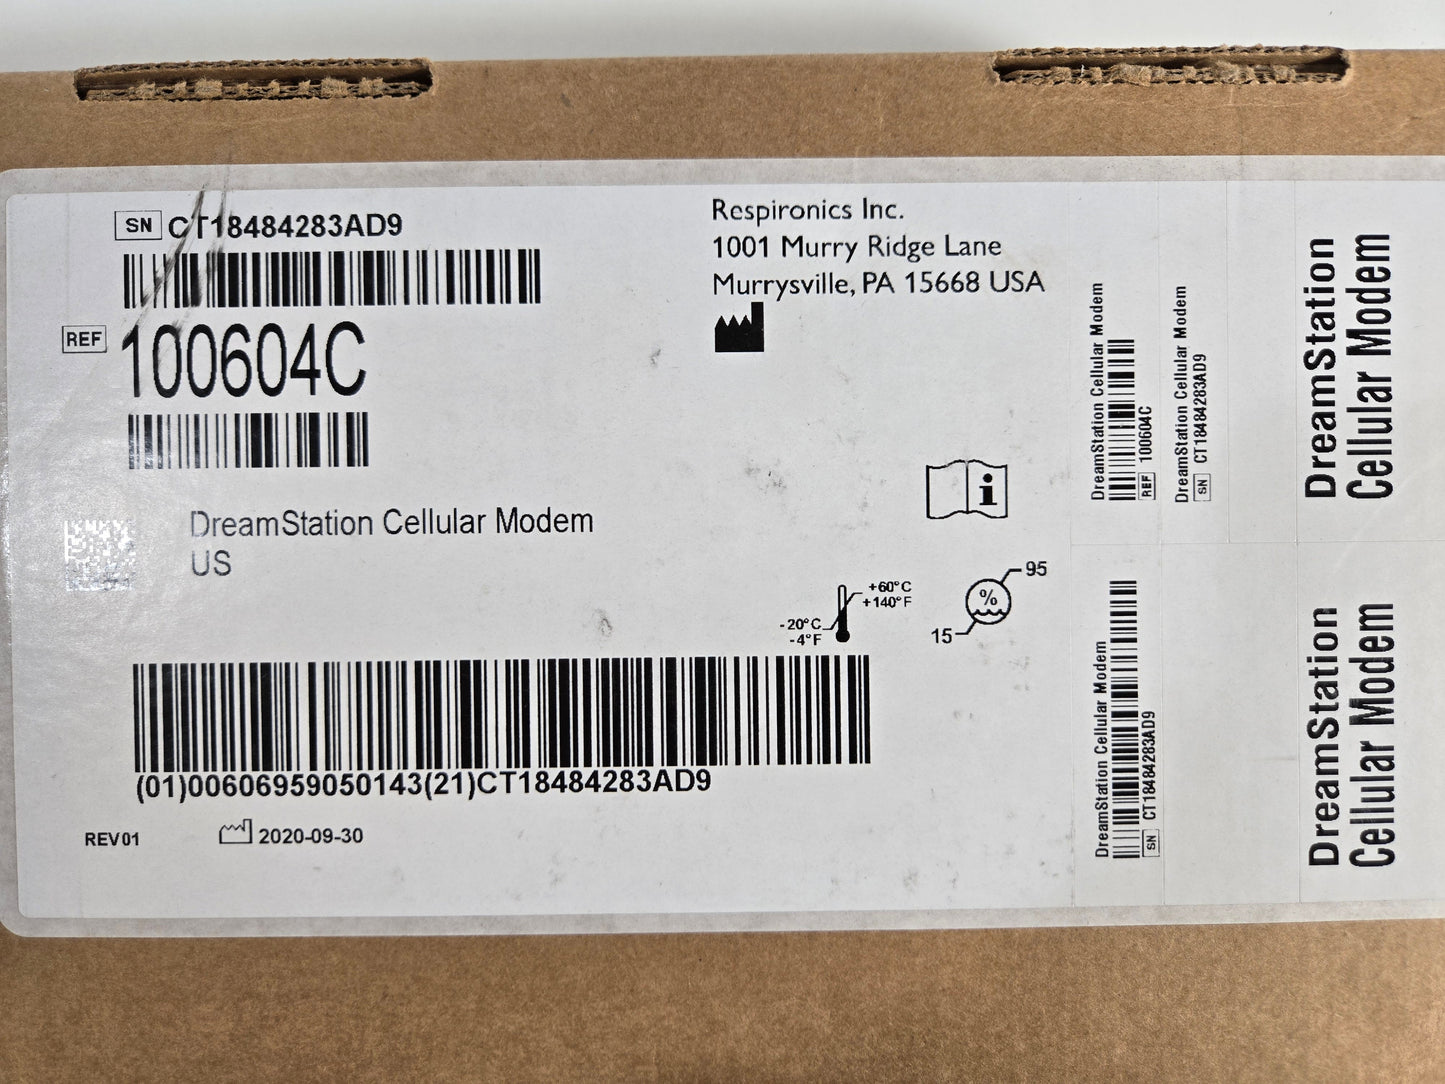 SN CT18484283AD9
REF 100604C
DreamStation Cellular Modem
US
Respironics Inc.
1001 Murry Ridge Lane
Murrysville, PA 15668 USA
i
+60°C
+140°F
-20°C
-4°F
95
%
15
(01)00606959050143(21)CT18484283AD9
REV01
2020-09-30
DreamStation Cellular Modem
REF 100604C
DreamStation Cellular Modem
SN CT18484283AD9
DreamStation
Cellular Modem
DreamStation Cellular Modem
SN CT18484283AD9
DreamStation
Cellular Modem